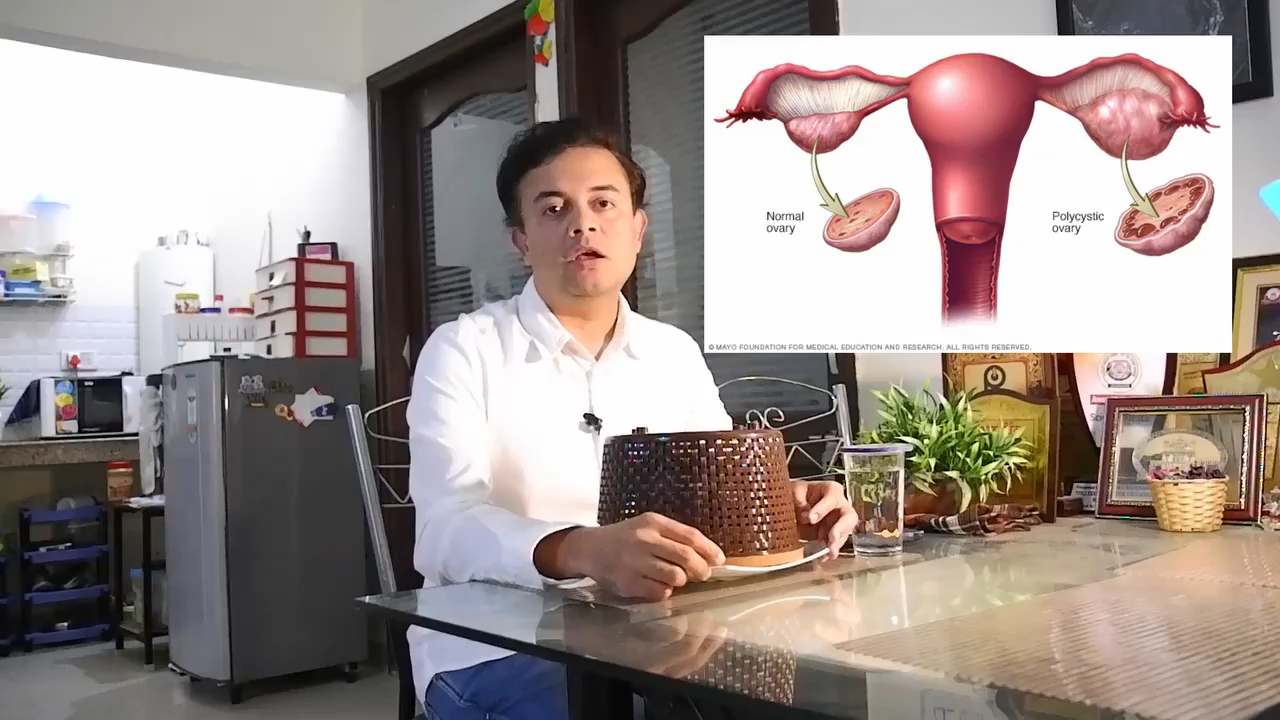 Normal
ovary
Polycystic
ovary
© MAYO FOUNDATION FOR MEDICAL EDUCATION AND RESEARCH. ALL RIGHTS RESERVED.